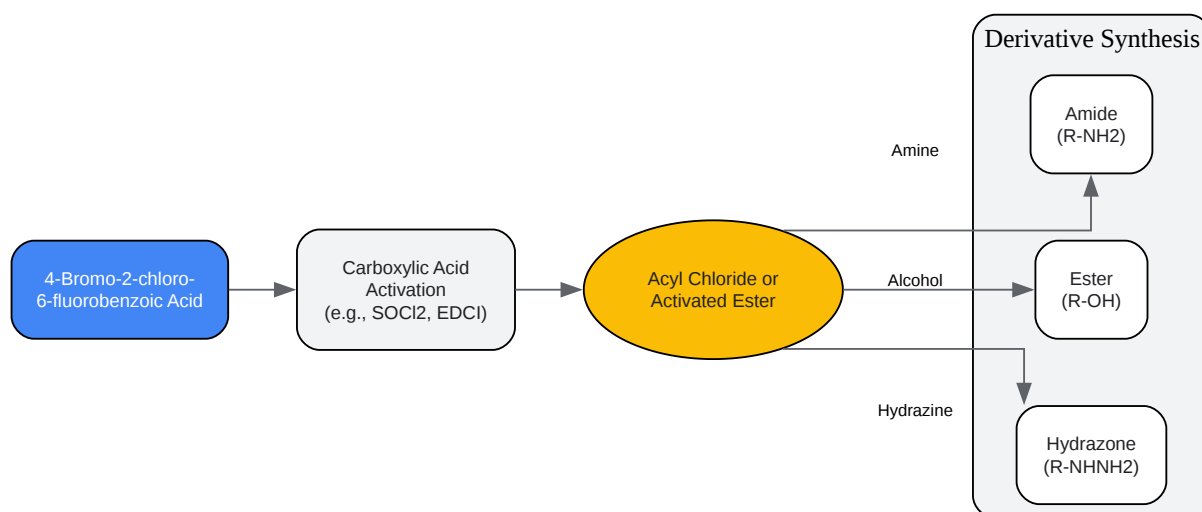 Derivative Synthesis
Amide
(R-NH2)
Amine
4-Bromo-2-chloro-
6-fluorobenzoic Acid
Carboxylic Acid
Activation
(e.g., SOCl2, EDCI)
Acyl Chloride or
Activated Ester
Alcohol
Ester
(R-OH)
Hydrazine
Hydrazone
(R-NHNH2)